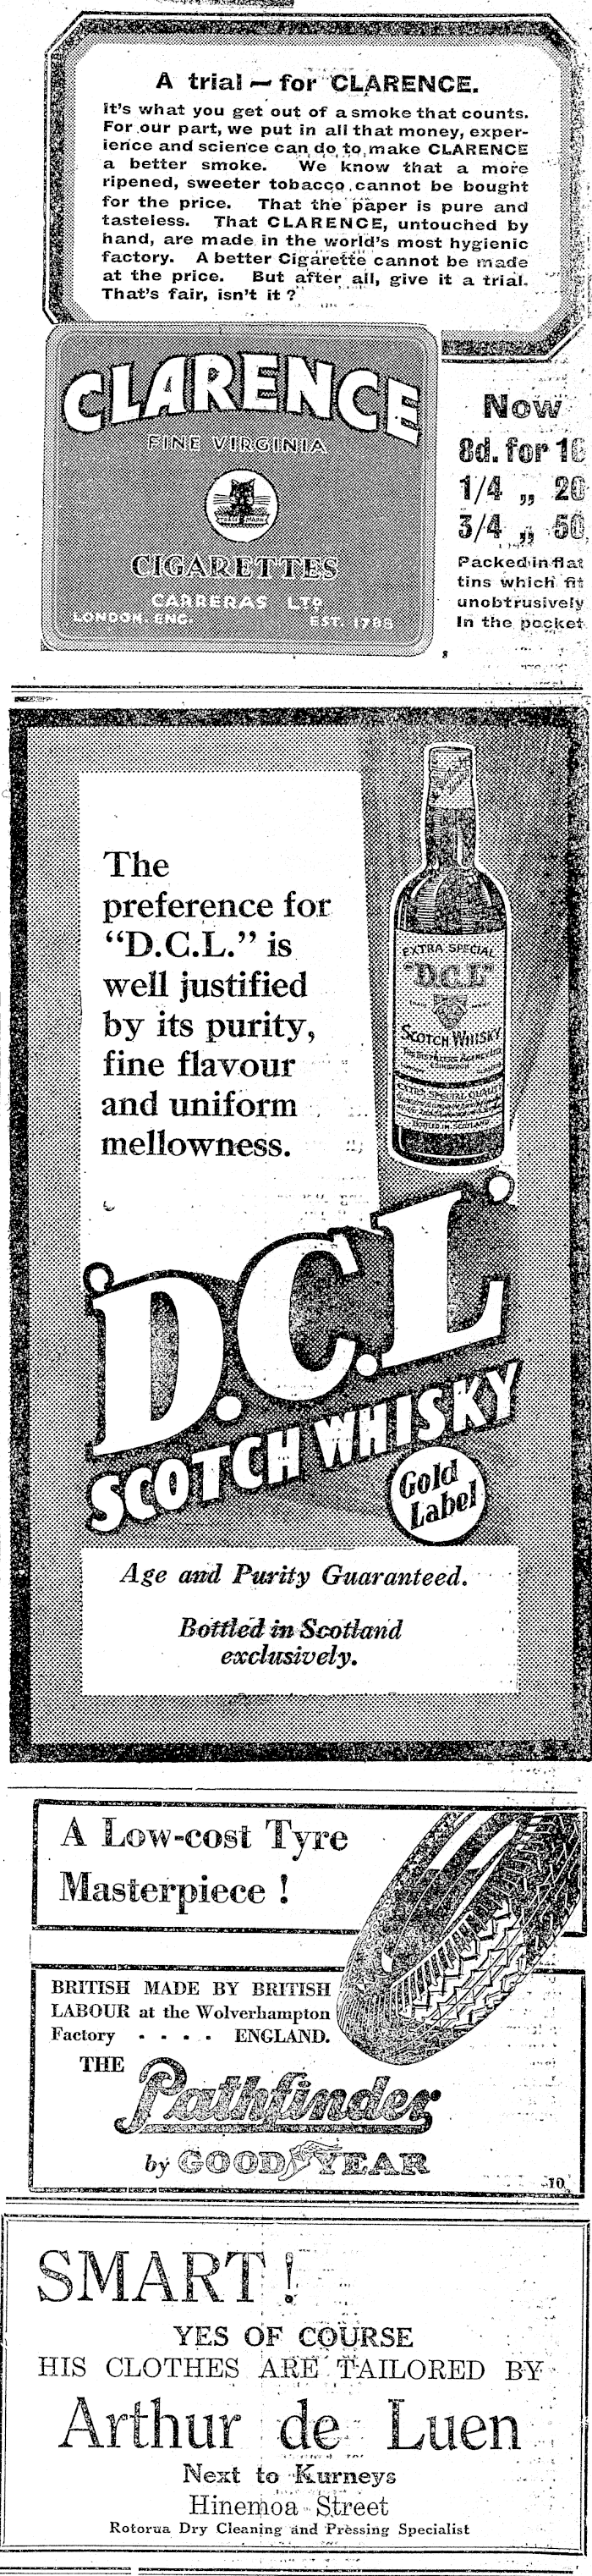 A trial — for CLARENCE.
It's what you get out of a smoke that counts.
For our part, we put in all that money, exper-
ience and science can do to make CLARENCE
a better smoke. We know that a more
ripened, sweeter tobacco cannot be bought
for the price. That the paper is pure and
tasteless. That CLARENCE, untouched by
hand, are made in the world's most hygienic
factory. A better Cigarette cannot be made
at the price. But after all, give it a trial.
That's fair, isn't it?
CLARENCE
FINE VIRGINIA
TRADE MARK
CIGARETTES
CARRERAS LTD
LONDON. ENG. EST. 1788
Now
8d. for 10
1/4 ,, 20
3/4 ,, 50
Packed in flat
tins which fit
unobtrusively
in the pocket
8
The
preference for
“D.C.L.” is
well justified
by its purity,
fine flavour
and uniform
mellowness.
EXTRA SPECIAL
"D.C.L"
SCOTCH WHISKY
EXTRA SPECIAL QUALITY
'D.C.L.'
SCOTCH WHISKY
Gold
Label
Age and Purity Guaranteed.
Bottled in Scotland
exclusively.
A Low-cost Tyre
Masterpiece !
BRITISH MADE BY BRITISH
LABOUR at the Wolverhampton
Factory - - - - ENGLAND.
THE
Pathfinder
by GOODYEAR
10
SMART!
YES OF COURSE
HIS CLOTHES ARE TAILORED BY
Arthur de Luen
Next to Kurneys
Hinemoa Street
Rotorua Dry Cleaning and Pressing Specialist